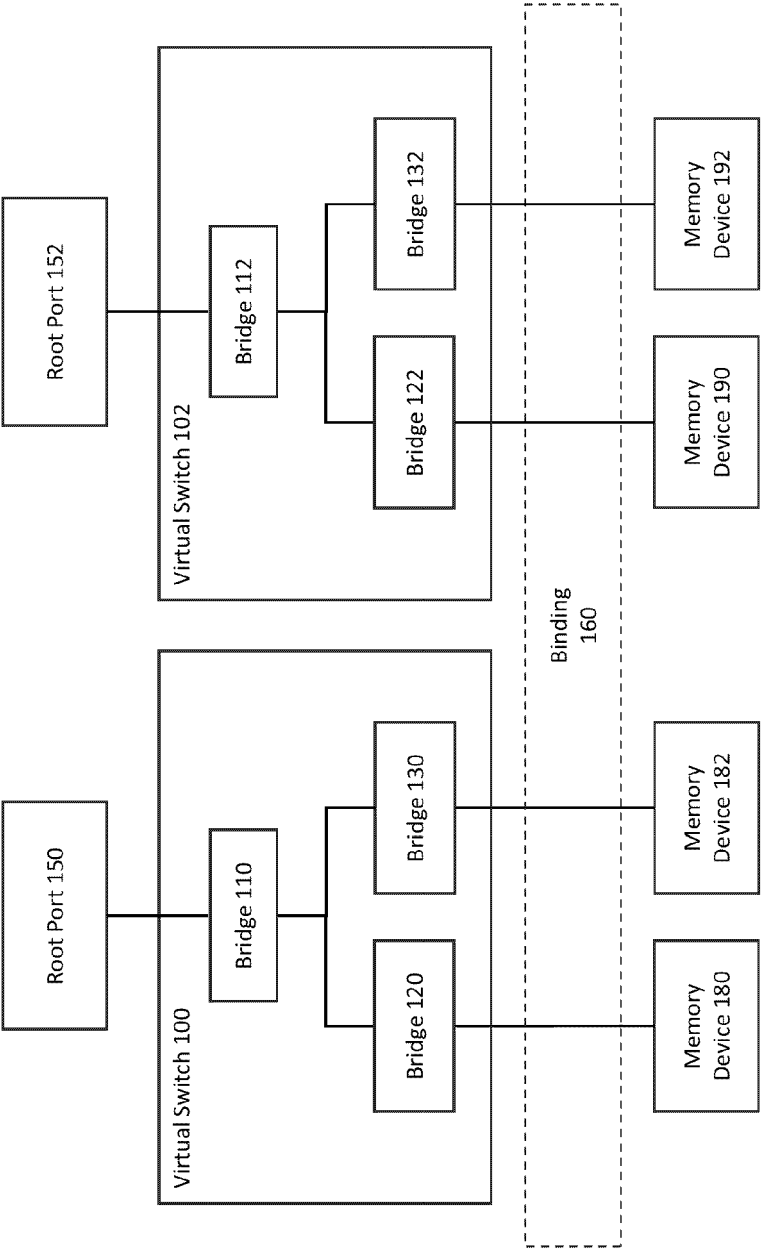 Root Port 150
Root Port 152
Virtual Switch 100
Virtual Switch 102
Bridge 110
Bridge 112
Bridge 120
Bridge 130
Bridge 122
Bridge 132
Binding
160
Memory
Device 180
Memory
Device 182
Memory
Device 190
Memory
Device 192